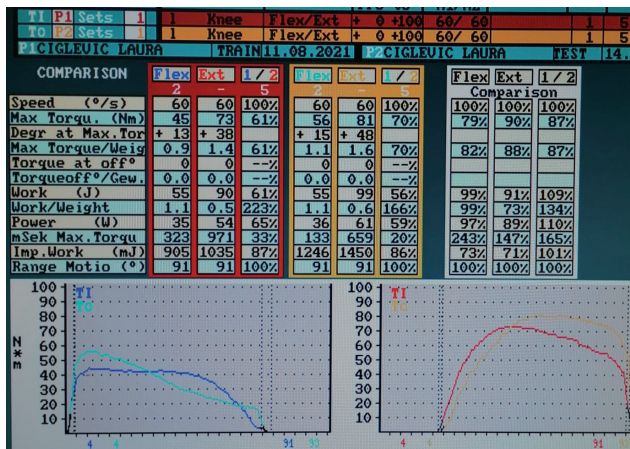 TI P1 Sets 1 1 Knee Flex/Ext + 0 +100 60/ 60 1 5
TO P2 Sets 1 1 Knee Flex/Ext + 0 +100 60/ 60 1 5
P1 CIGLEVIC LAURA TRAIN 11.08.2021 P2 CIGLEVIC LAURA TEST 14.
COMPARISON Flex Ext 1/2 Flex Ext 1/2 Flex Ext 1/2
2 - 5 2 - 5 Comparison
Speed (°/s) 60 60 100% 60 60 100% 100% 100% 100%
Max Torqu. (Nm) 45 73 61% 56 81 70% 79% 90% 87%
Degr at Max.Tor + 13 + 38 + 15 + 48
Max Torque/Weig 0.9 1.4 61% 1.1 1.6 70% 82% 88% 87%
Torque at off° 0 0 --% 0 0 --%
Torqueoff°/Gew. 0.0 0.0 --% 0.0 0.0 --%
Work (J) 55 90 61% 55 99 56% 99% 91% 109%
Work/Weight 1.1 0.5 223% 1.1 0.6 166% 99% 73% 134%
Power (W) 35 54 65% 36 61 59% 97% 89% 110%
mSek Max.Torqu 323 971 33% 133 659 20% 243% 147% 165%
Imp.Work (mJ) 905 1035 87% 1246 1450 86% 73% 71% 101%
Range Motio (°) 91 91 100% 91 91 100% 100% 100% 100%
100 TI 100 TI
90 TO 90 TO
80 80
70 70
60 60
N*m
50 50
40 40
30 30
20 20
10 10
4 4 91 90 4 4 91 90